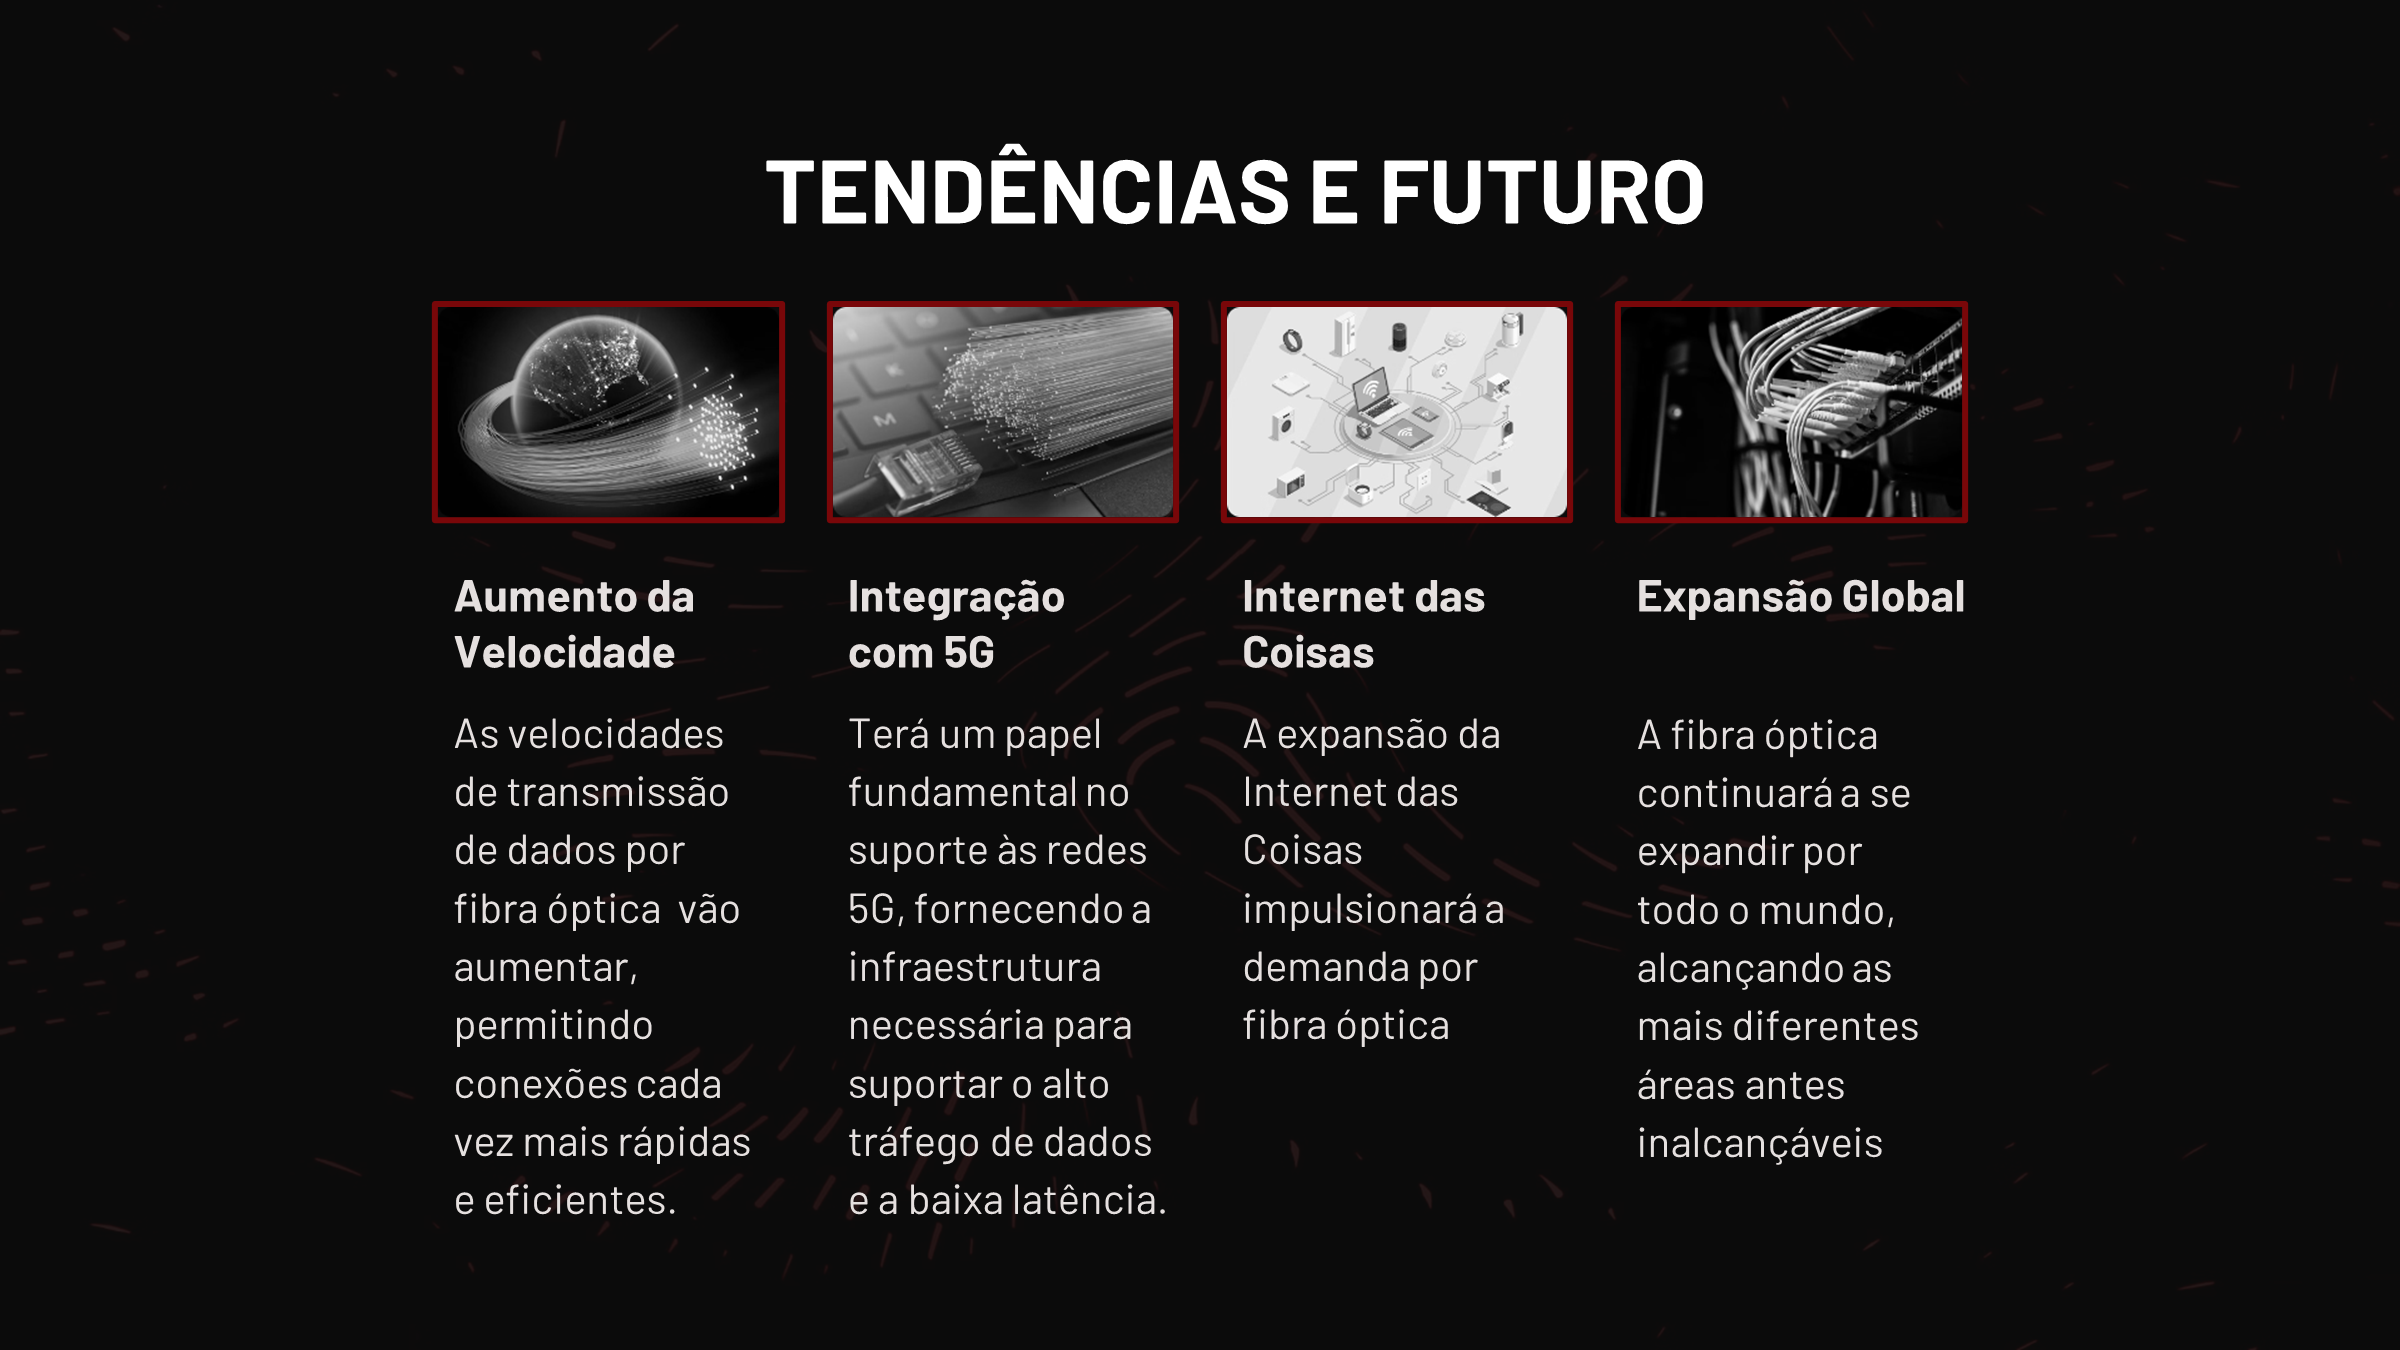 TENDÊNCIAS E FUTURO
Aumento da
Velocidade
As velocidades
de transmissão
de dados por
fibra óptica  vão
aumentar,
permitindo
conexões cada
vez mais rápidas
e eficientes.
Integração
com 5G
Terá um papel
fundamental no
suporte às redes
5G, fornecendo a
infraestrutura
necessária para
suportar o alto
tráfego de dados
e a baixa latência.
Internet das
Coisas
A expansão da
Internet das
Coisas
impulsionará a
demanda por
fibra óptica
Expansão Global
A fibra óptica
continuará a se
expandir por
todo o mundo,
alcançando as
mais diferentes
áreas antes
inalcançáveis
K
M